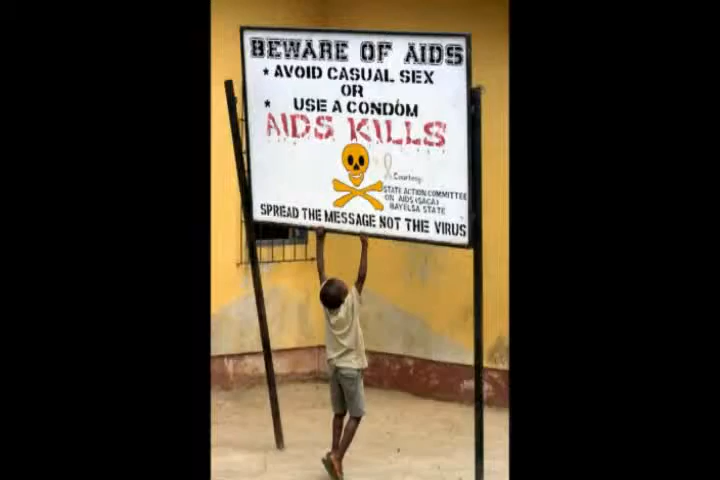 BEWARE OF AIDS
* AVOID CASUAL SEX
OR
* USE A CONDOM
AIDS KILLS
Courtesy:
STATE ACTION COMMITTEE
ON AIDS (SACA)
BAYELSA STATE
SPREAD THE MESSAGE NOT THE VIRUS